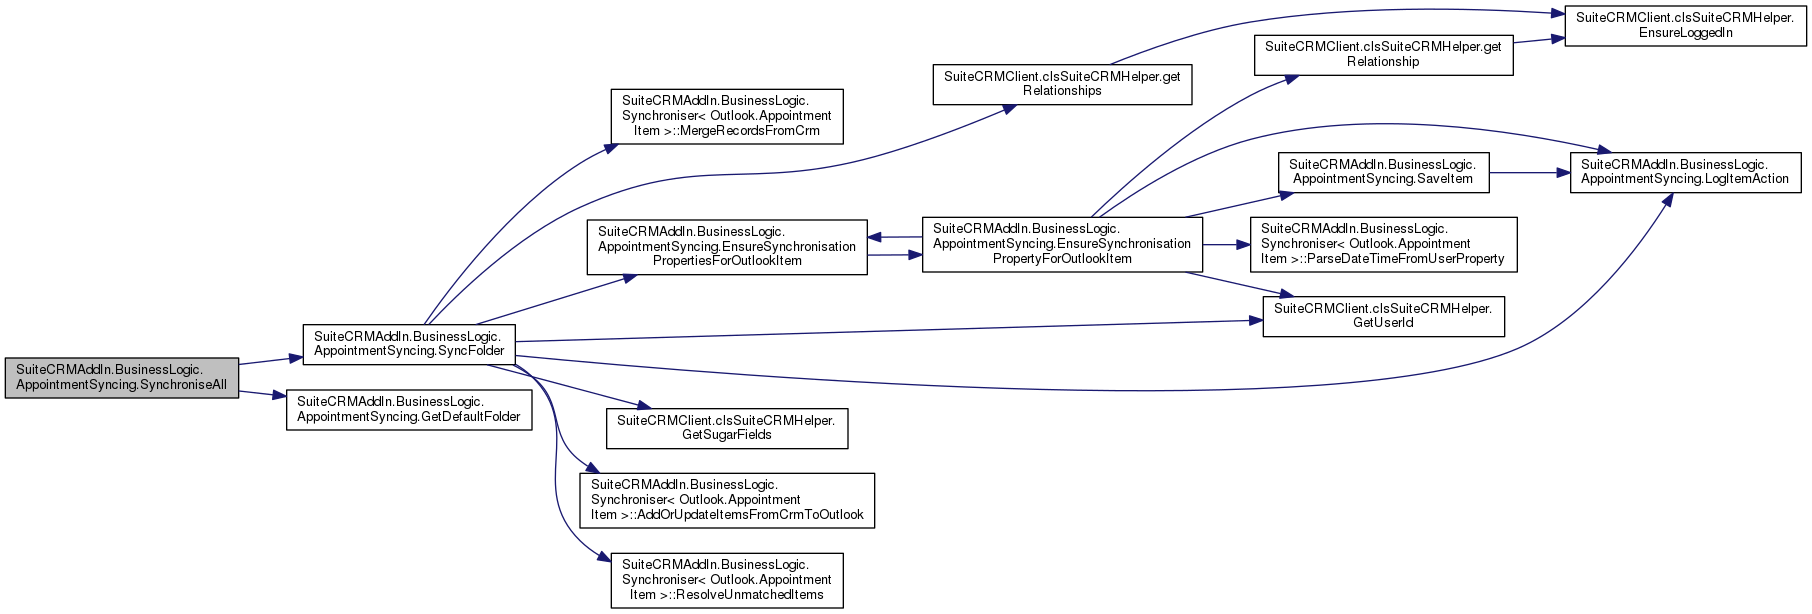 SuiteCRMAddIn.BusinessLogic.
AppointmentSyncing.SynchroniseAll
SuiteCRMAddIn.BusinessLogic.
AppointmentSyncing.SyncFolder
SuiteCRMAddIn.BusinessLogic.
AppointmentSyncing.GetDefaultFolder
SuiteCRMAddIn.BusinessLogic.
Synchroniser< Outlook.Appointment
Item >::MergeRecordsFromCrm
SuiteCRMAddIn.BusinessLogic.
AppointmentSyncing.EnsureSynchronisation
PropertiesForOutlookItem
SuiteCRMClient.clsSuiteCRMHelper.
GetSugarFields
SuiteCRMAddIn.BusinessLogic.
Synchroniser< Outlook.Appointment
Item >::AddOrUpdateItemsFromCrmToOutlook
SuiteCRMAddIn.BusinessLogic.
Synchroniser< Outlook.Appointment
Item >::ResolveUnmatchedItems
SuiteCRMClient.clsSuiteCRMHelper.get
Relationships
SuiteCRMAddIn.BusinessLogic.
AppointmentSyncing.EnsureSynchronisation
PropertyForOutlookItem
SuiteCRMClient.clsSuiteCRMHelper.get
Relationship
SuiteCRMAddIn.BusinessLogic.
AppointmentSyncing.SaveItem
SuiteCRMAddIn.BusinessLogic.
Synchroniser< Outlook.Appointment
Item >::ParseDateTimeFromUserProperty
SuiteCRMClient.clsSuiteCRMHelper.
GetUserId
SuiteCRMClient.clsSuiteCRMHelper.
EnsureLoggedIn
SuiteCRMAddIn.BusinessLogic.
AppointmentSyncing.LogItemAction